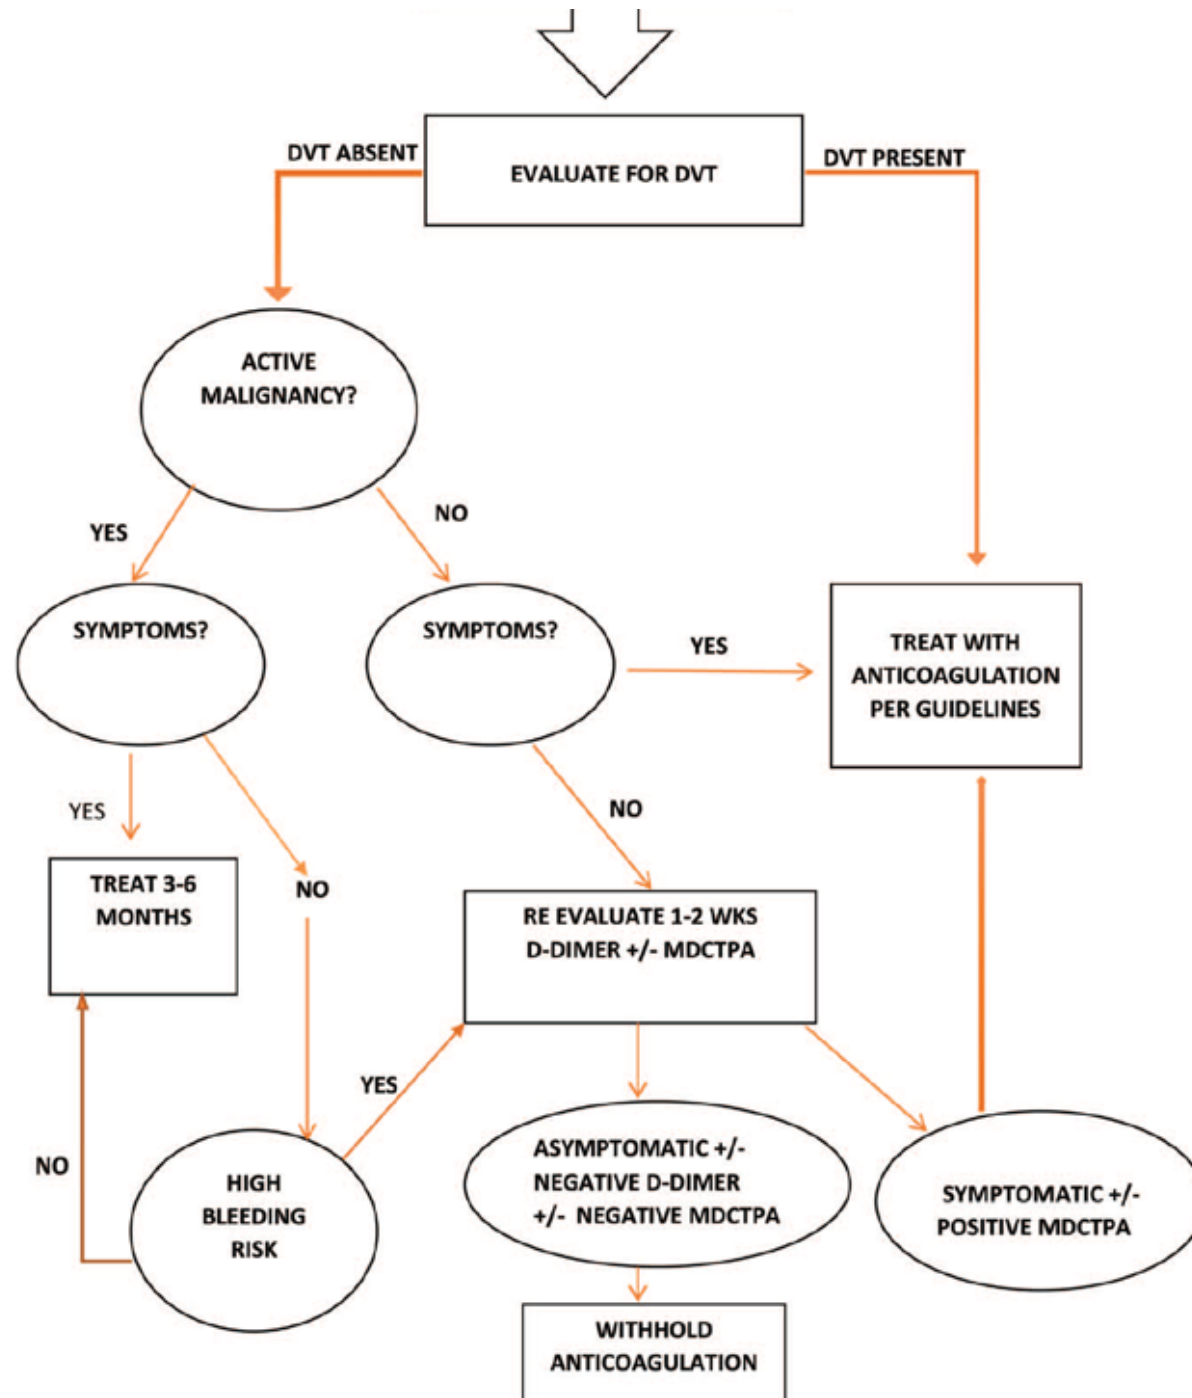 DVT ABSENT
EVALUATE FOR DVT
DVT PRESENT
ACTIVE
MALIGNANCY?
YES
NO
SYMPTOMS?
SYMPTOMS?
YES
TREAT WITH
ANTICOAGULATION
PER GUIDELINES
YES
NO
TREAT 3-6
MONTHS
NO
RE EVALUATE 1-2 WKS
D-DIMER +/- MDCTPA
YES
NO
HIGH
BLEEDING
RISK
ASYMPTOMATIC +/-
NEGATIVE D-DIMER
+/- NEGATIVE MDCTPA
SYMPTOMATIC +/-
POSITIVE MDCTPA
WITHHOLD
ANTICOAGULATION